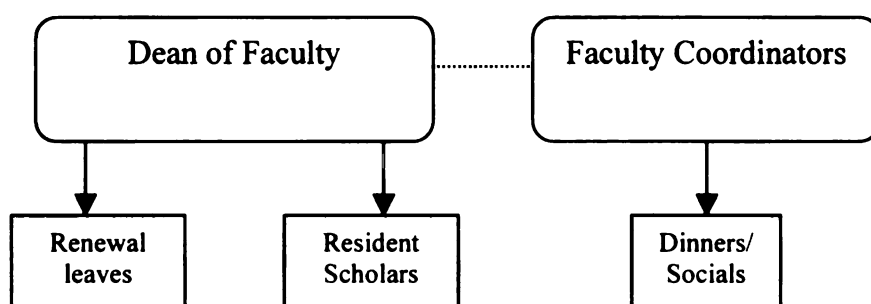 Dean of Faculty
Faculty Coordinators
Renewal
leaves
Resident
Scholars
Dinners/
Socials